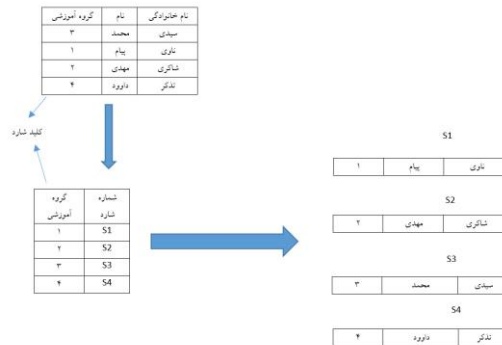 نام خانوادگی نام گروه آموزشی
سیدی محمد ۳
ناوی پیام ۱
شاکری مهدی ۲
تذکر داوود ۴
کلید شارد
شماره شارد گروه آموزشی
S1 ۱
S2 ۲
S3 ۳
S4 ۴
S1
ناوی پیام ۱
S2
شاکری مهدی ۲
S3
سیدی محمد ۳
S4
تذکر داوود ۴